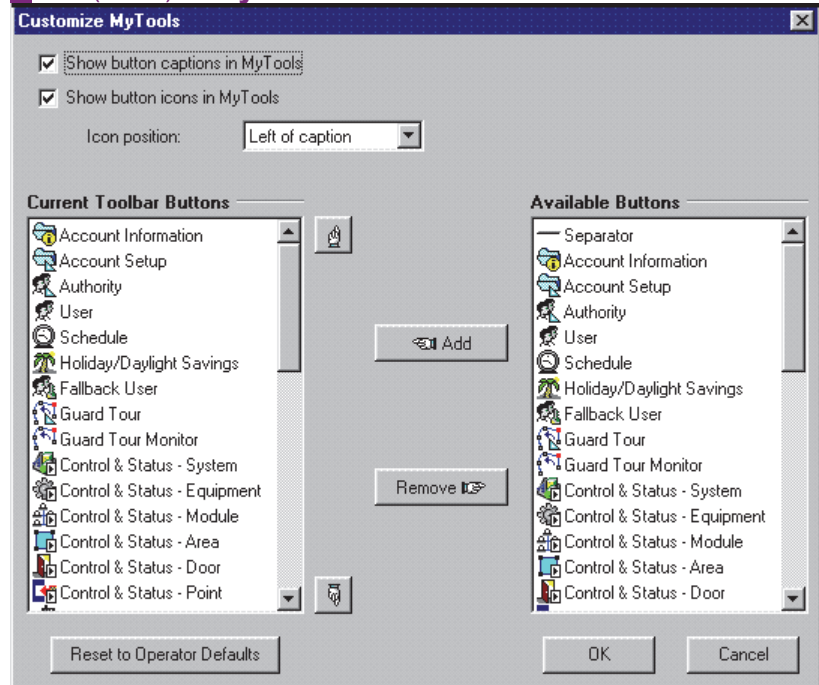 Customize MyTools
Show button captions in MyTools
Show button icons in MyTools
Icon position: Left of caption
Current Toolbar Buttons
Account Information
Account Setup
Authority
User
Schedule
Holiday/Daylight Savings
Fallback User
Guard Tour
Guard Tour Monitor
Control & Status - System
Control & Status - Equipment
Control & Status - Module
Control & Status - Area
Control & Status - Door
Control & Status - Point
Add
Remove
Available Buttons
Separator
Account Information
Account Setup
Authority
User
Schedule
Holiday/Daylight Savings
Fallback User
Guard Tour
Guard Tour Monitor
Control & Status - System
Control & Status - Equipment
Control & Status - Module
Control & Status - Area
Control & Status - Door
Reset to Operator Defaults
OK
Cancel